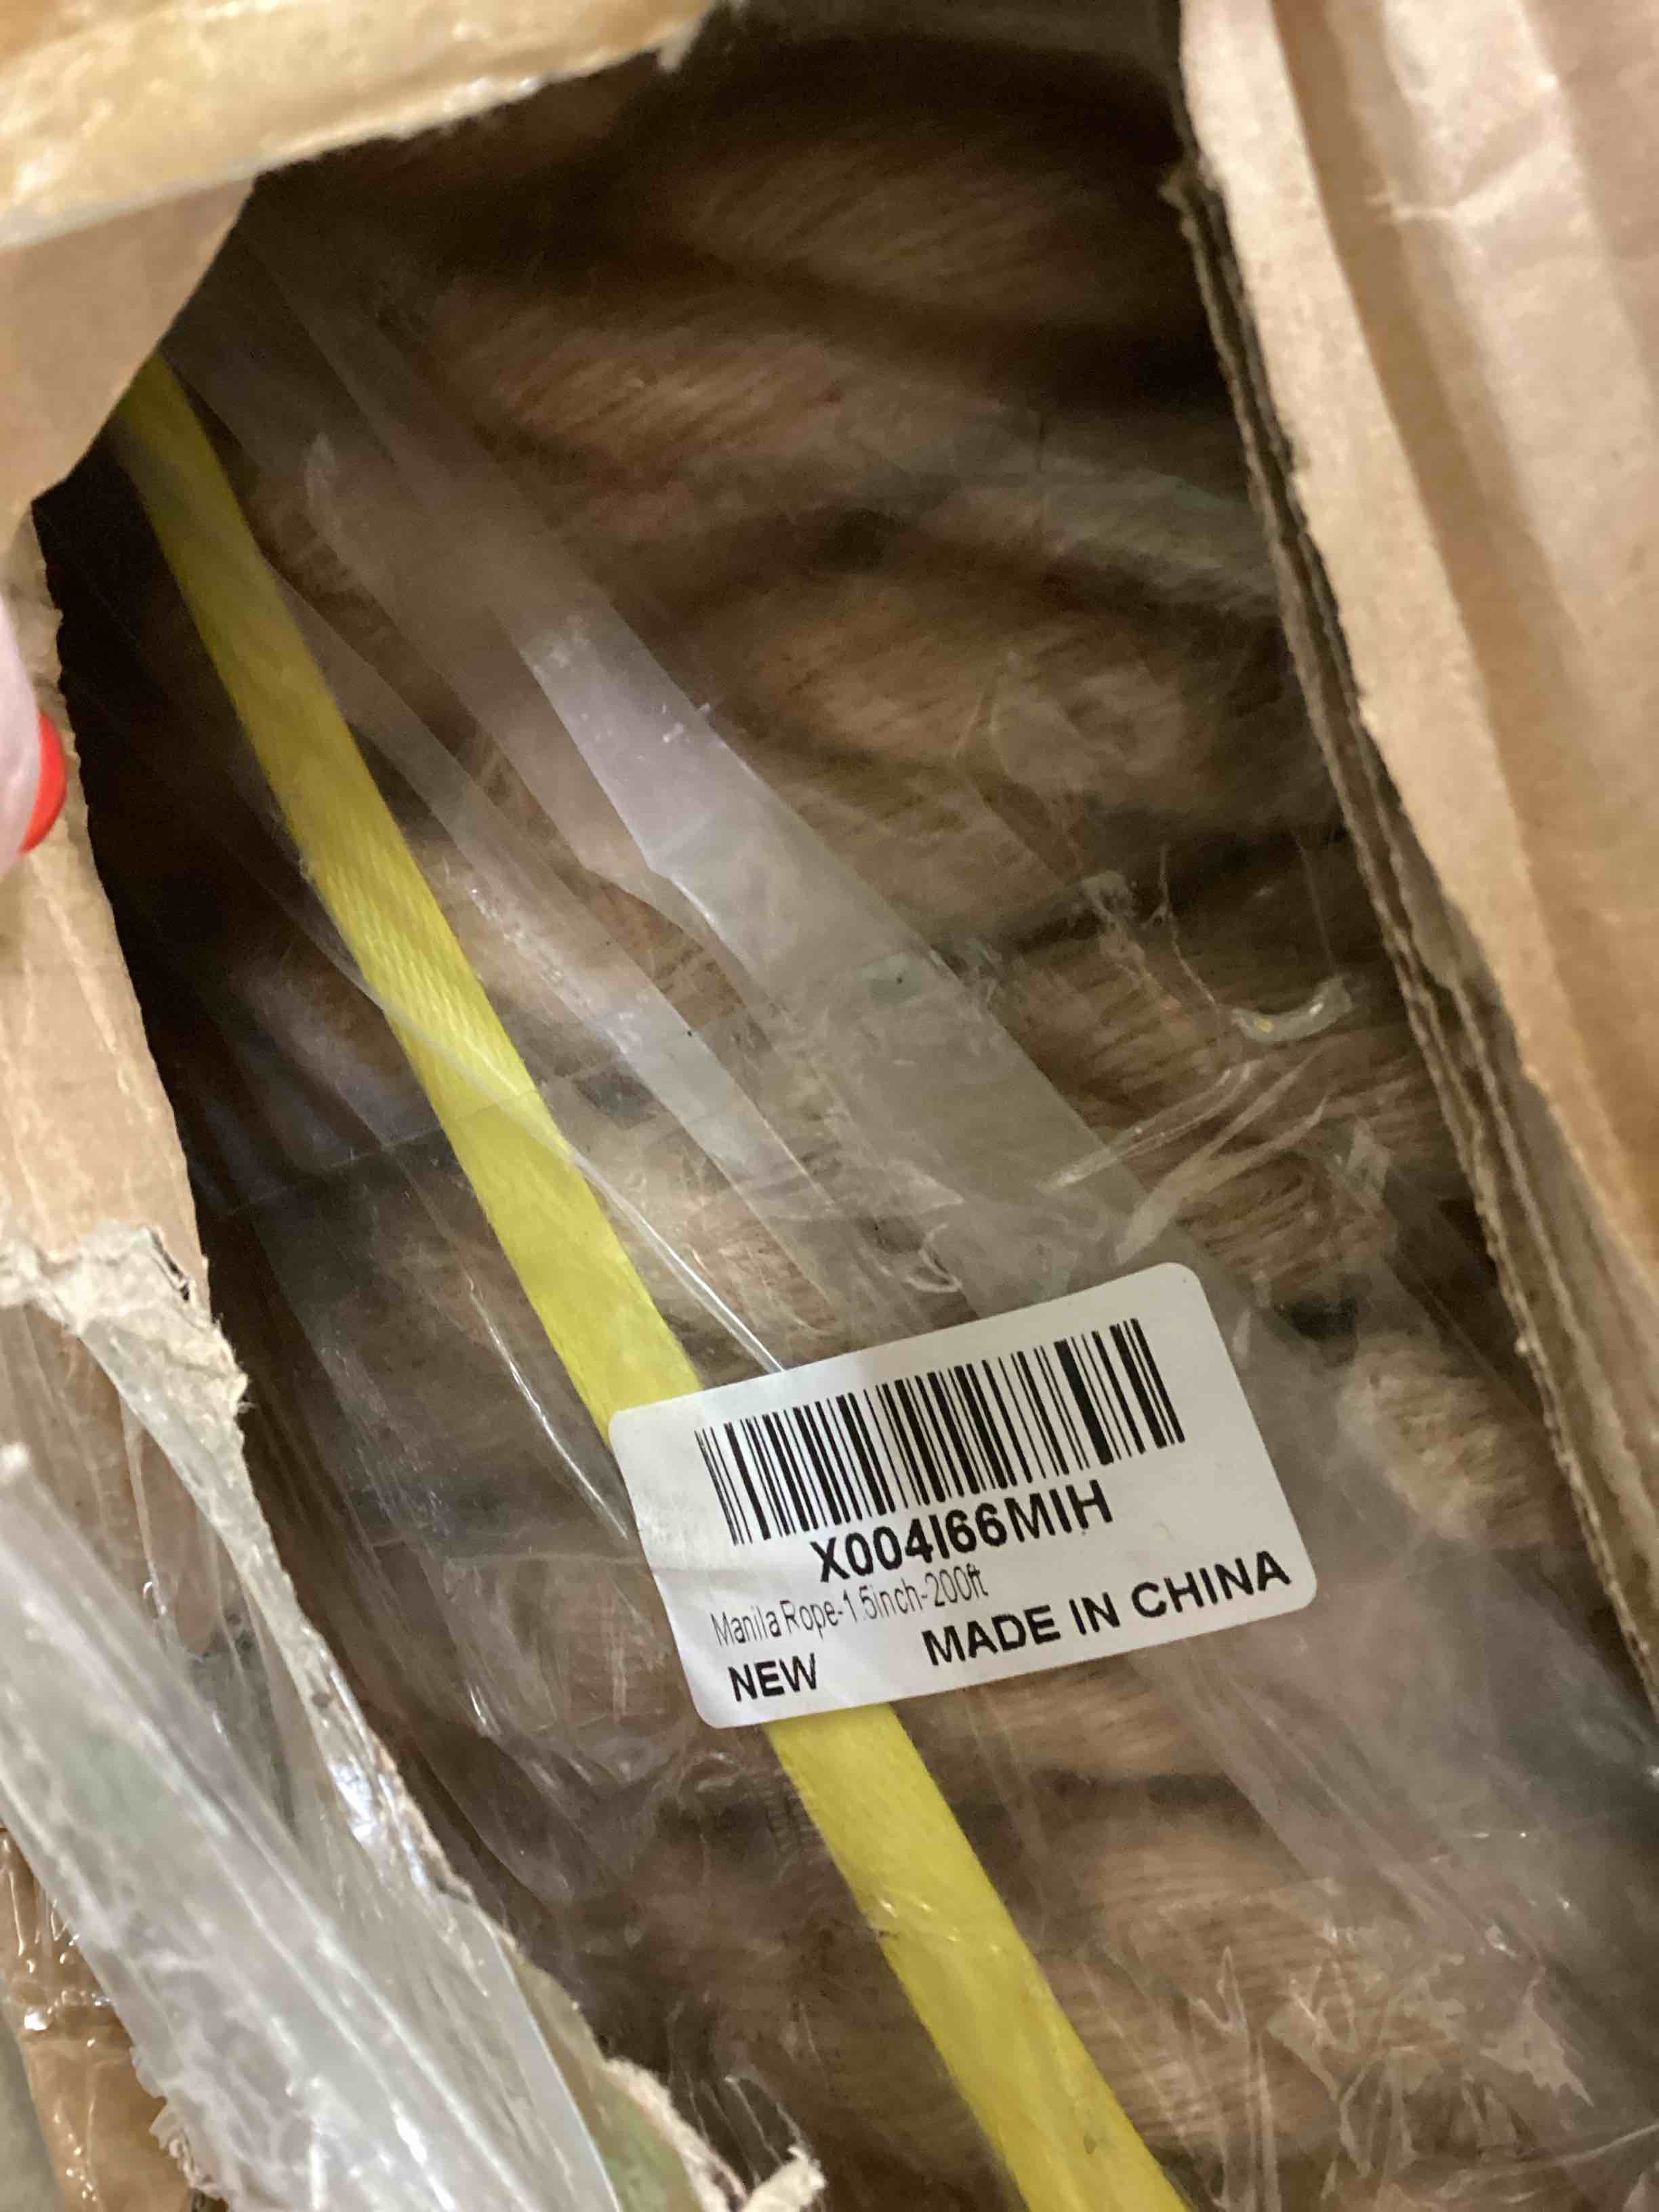 X004I66MIH
Manila Rope-1.5inch-200ft
NEW MADE IN CHINA